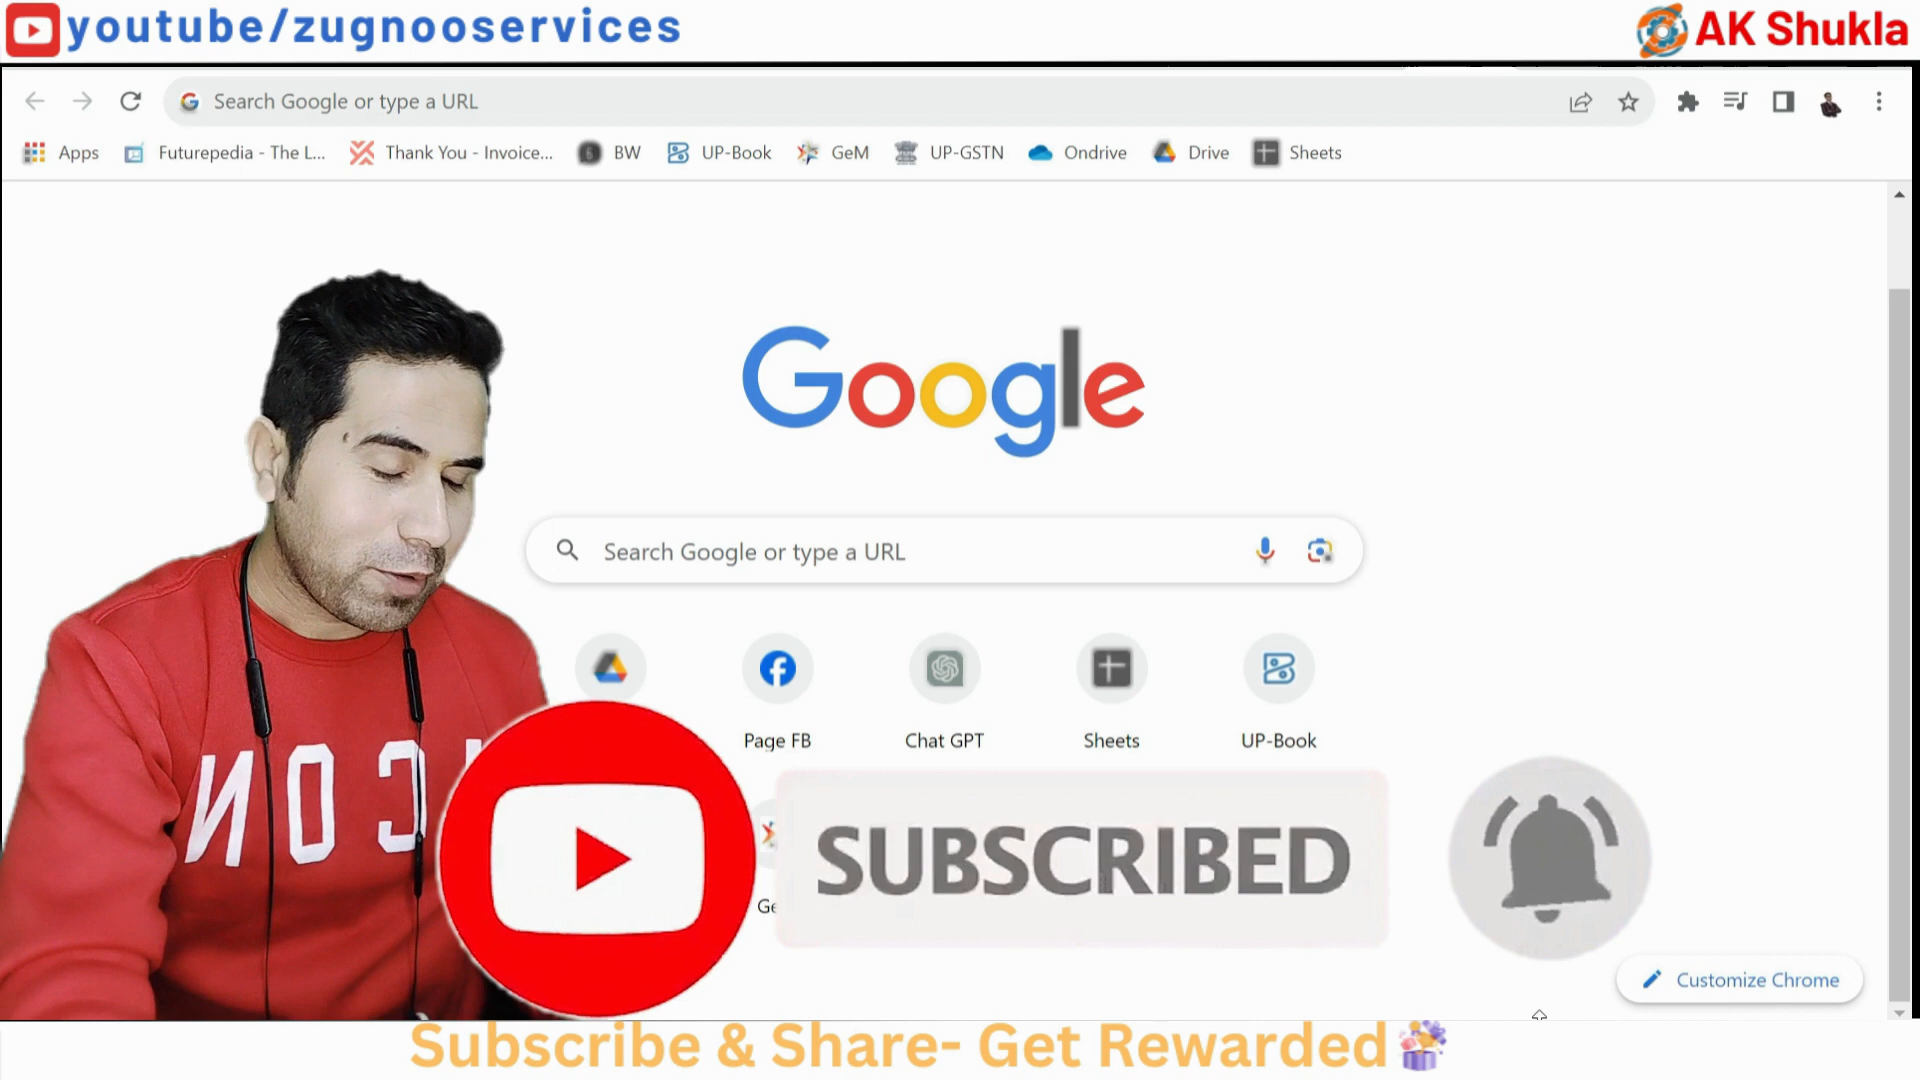 youtube/zugnooservices
AK Shukla
Search Google or type a URL
Apps
Futurepedia - The L...
Thank You - Invoice...
BW
UP-Book
GeM
UP-GSTN
Ondrive
Drive
Sheets
Google
Search Google or type a URL
Page FB
Chat GPT
Sheets
UP-Book
Ge
SUBSCRIBED
Customize Chrome
Subscribe & Share- Get Rewarded